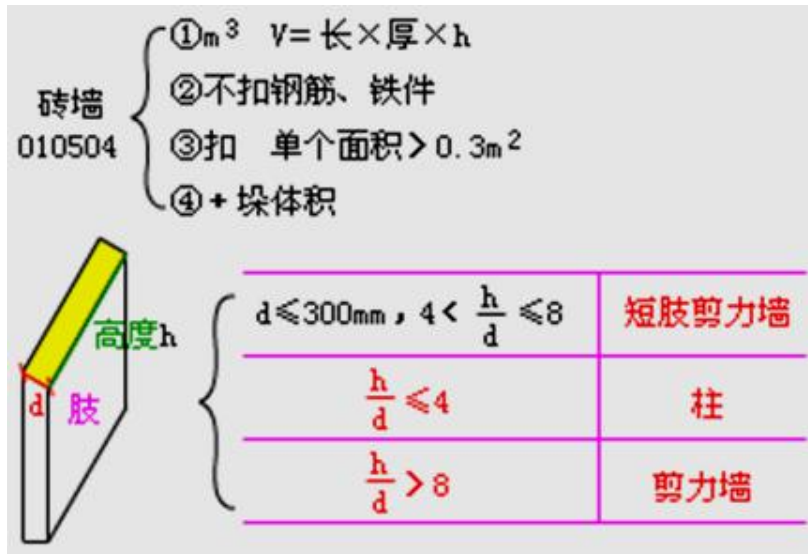 ①m³ V=长×厚×h
②不扣钢筋、铁件
砖墙
010504
③扣 单个面积>0.3m²
④+垛体积
高度h
d
肢
d≤300mm，4< h/d ≤8 短肢剪力墙
h/d ≤4 柱
h/d >8 剪力墙